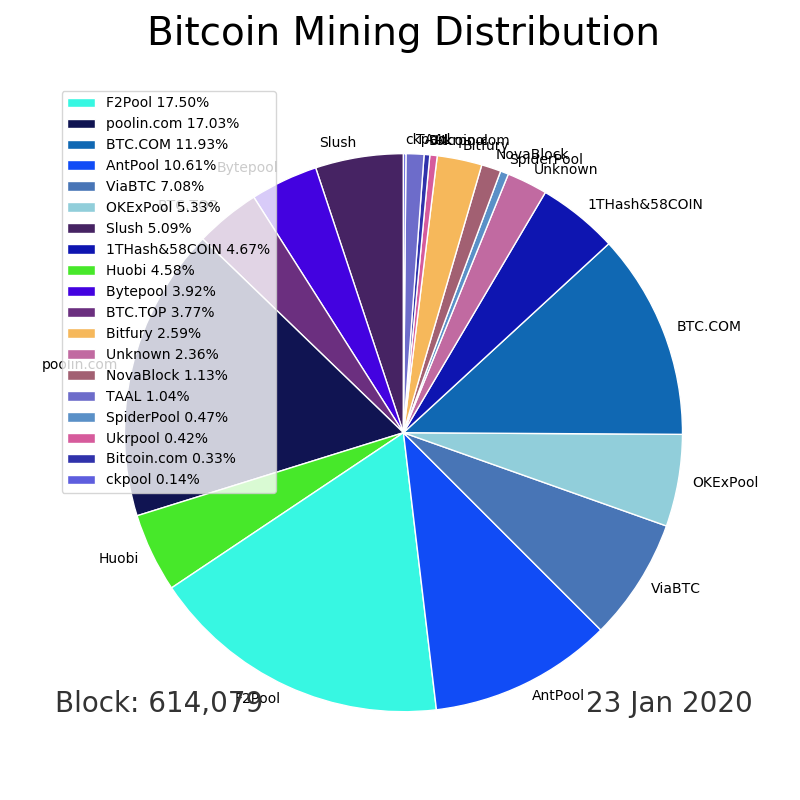 Bitcoin Mining Distribution
F2Pool 17.50%
poolin.com 17.03%
BTC.COM 11.93%
AntPool 10.61%
ViaBTC 7.08%
OKExPool 5.33%
Slush 5.09%
1THash&58COIN 4.67%
Huobi 4.58%
Bytepool 3.92%
BTC.TOP 3.77%
Bitfury 2.59%
Unknown 2.36%
NovaBlock 1.13%
TAAL 1.04%
SpiderPool 0.47%
Ukrpool 0.42%
Bitcoin.com 0.33%
ckpool 0.14%
Slush
Bytepool
poolin.com
Huobi
F2Pool
AntPool
ViaBTC
OKExPool
BTC.COM
1THash&58COIN
Unknown
SpiderPool
NovaBlock
Bitfury
Block: 614,079
23 Jan 2020